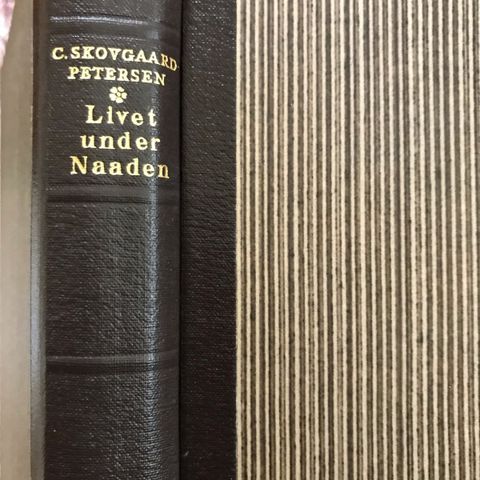 C. SKOVGAARD-
PETERSEN
Livet
under
Naaden